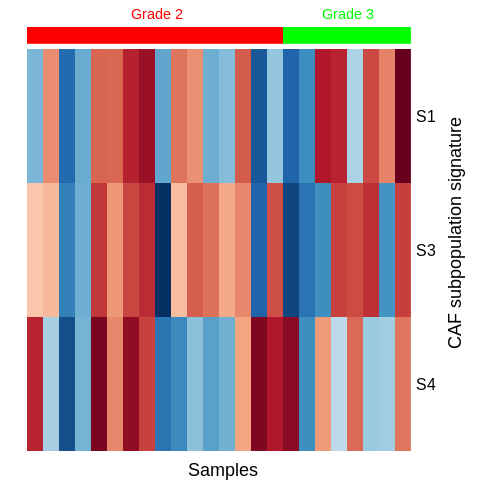 Grade 2
Grade 3
S1
S3
S4
CAF subpopulation signature
Samples